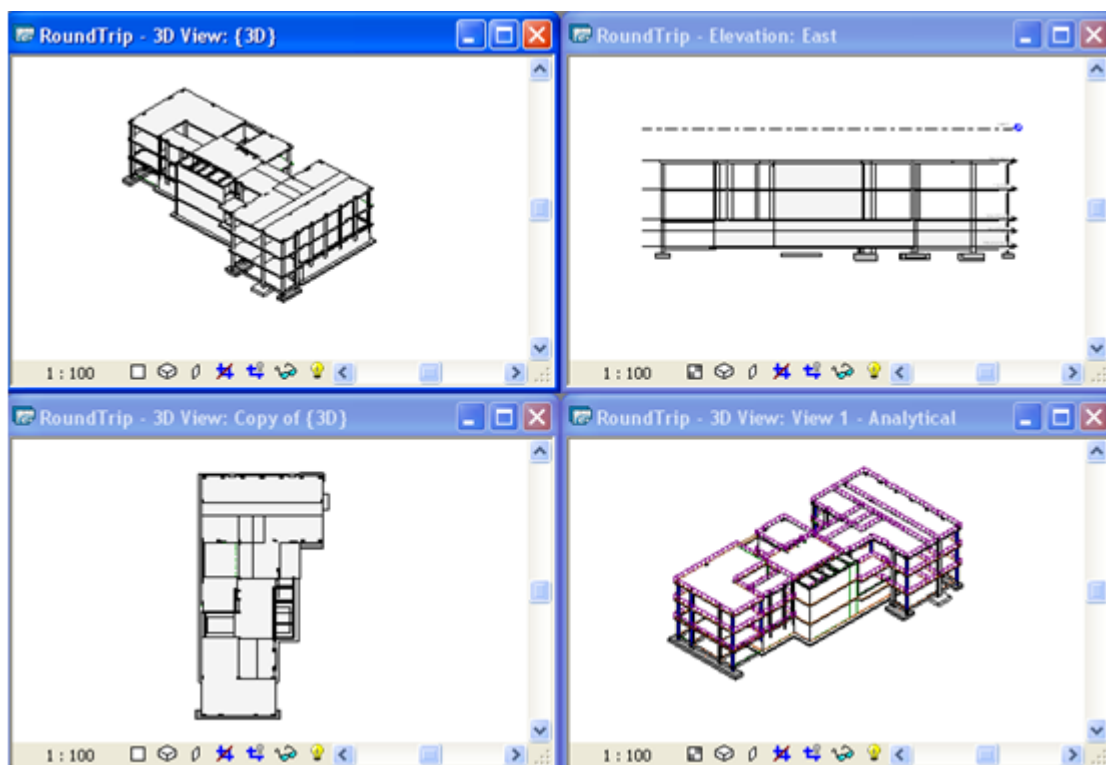 RoundTrip - 3D View: {3D}
RoundTrip - Elevation: East
1 : 100
1 : 100
RoundTrip - 3D View: Copy of {3D}
RoundTrip - 3D View: View 1 - Analytical
1 : 100
1 : 100